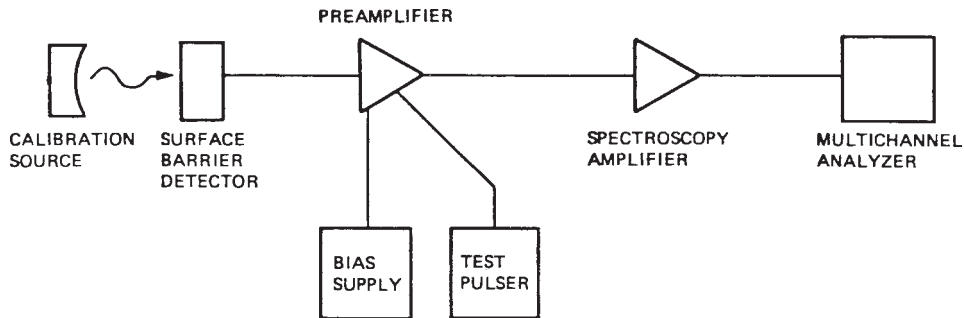 PREAMPLIFIER
CALIBRATION
SOURCE
SURFACE
BARRIER
DETECTOR
SPECTROSCOPY
AMPLIFIER
MULTICHANNEL
ANALYZER
BIAS
SUPPLY
TEST
PULSER